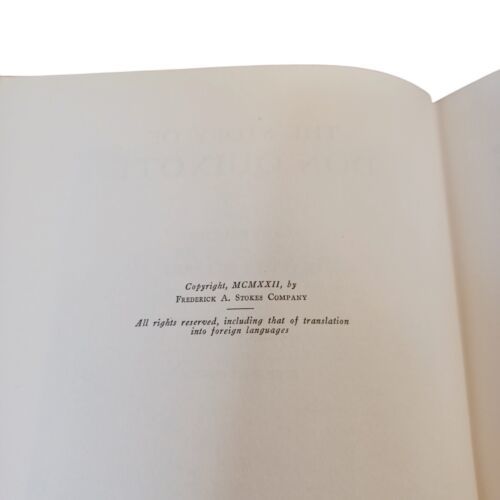 Copyright, MCMXXII, by
FREDERICK A. STOKES COMPANY
All rights reserved, including that of translation
into foreign languages